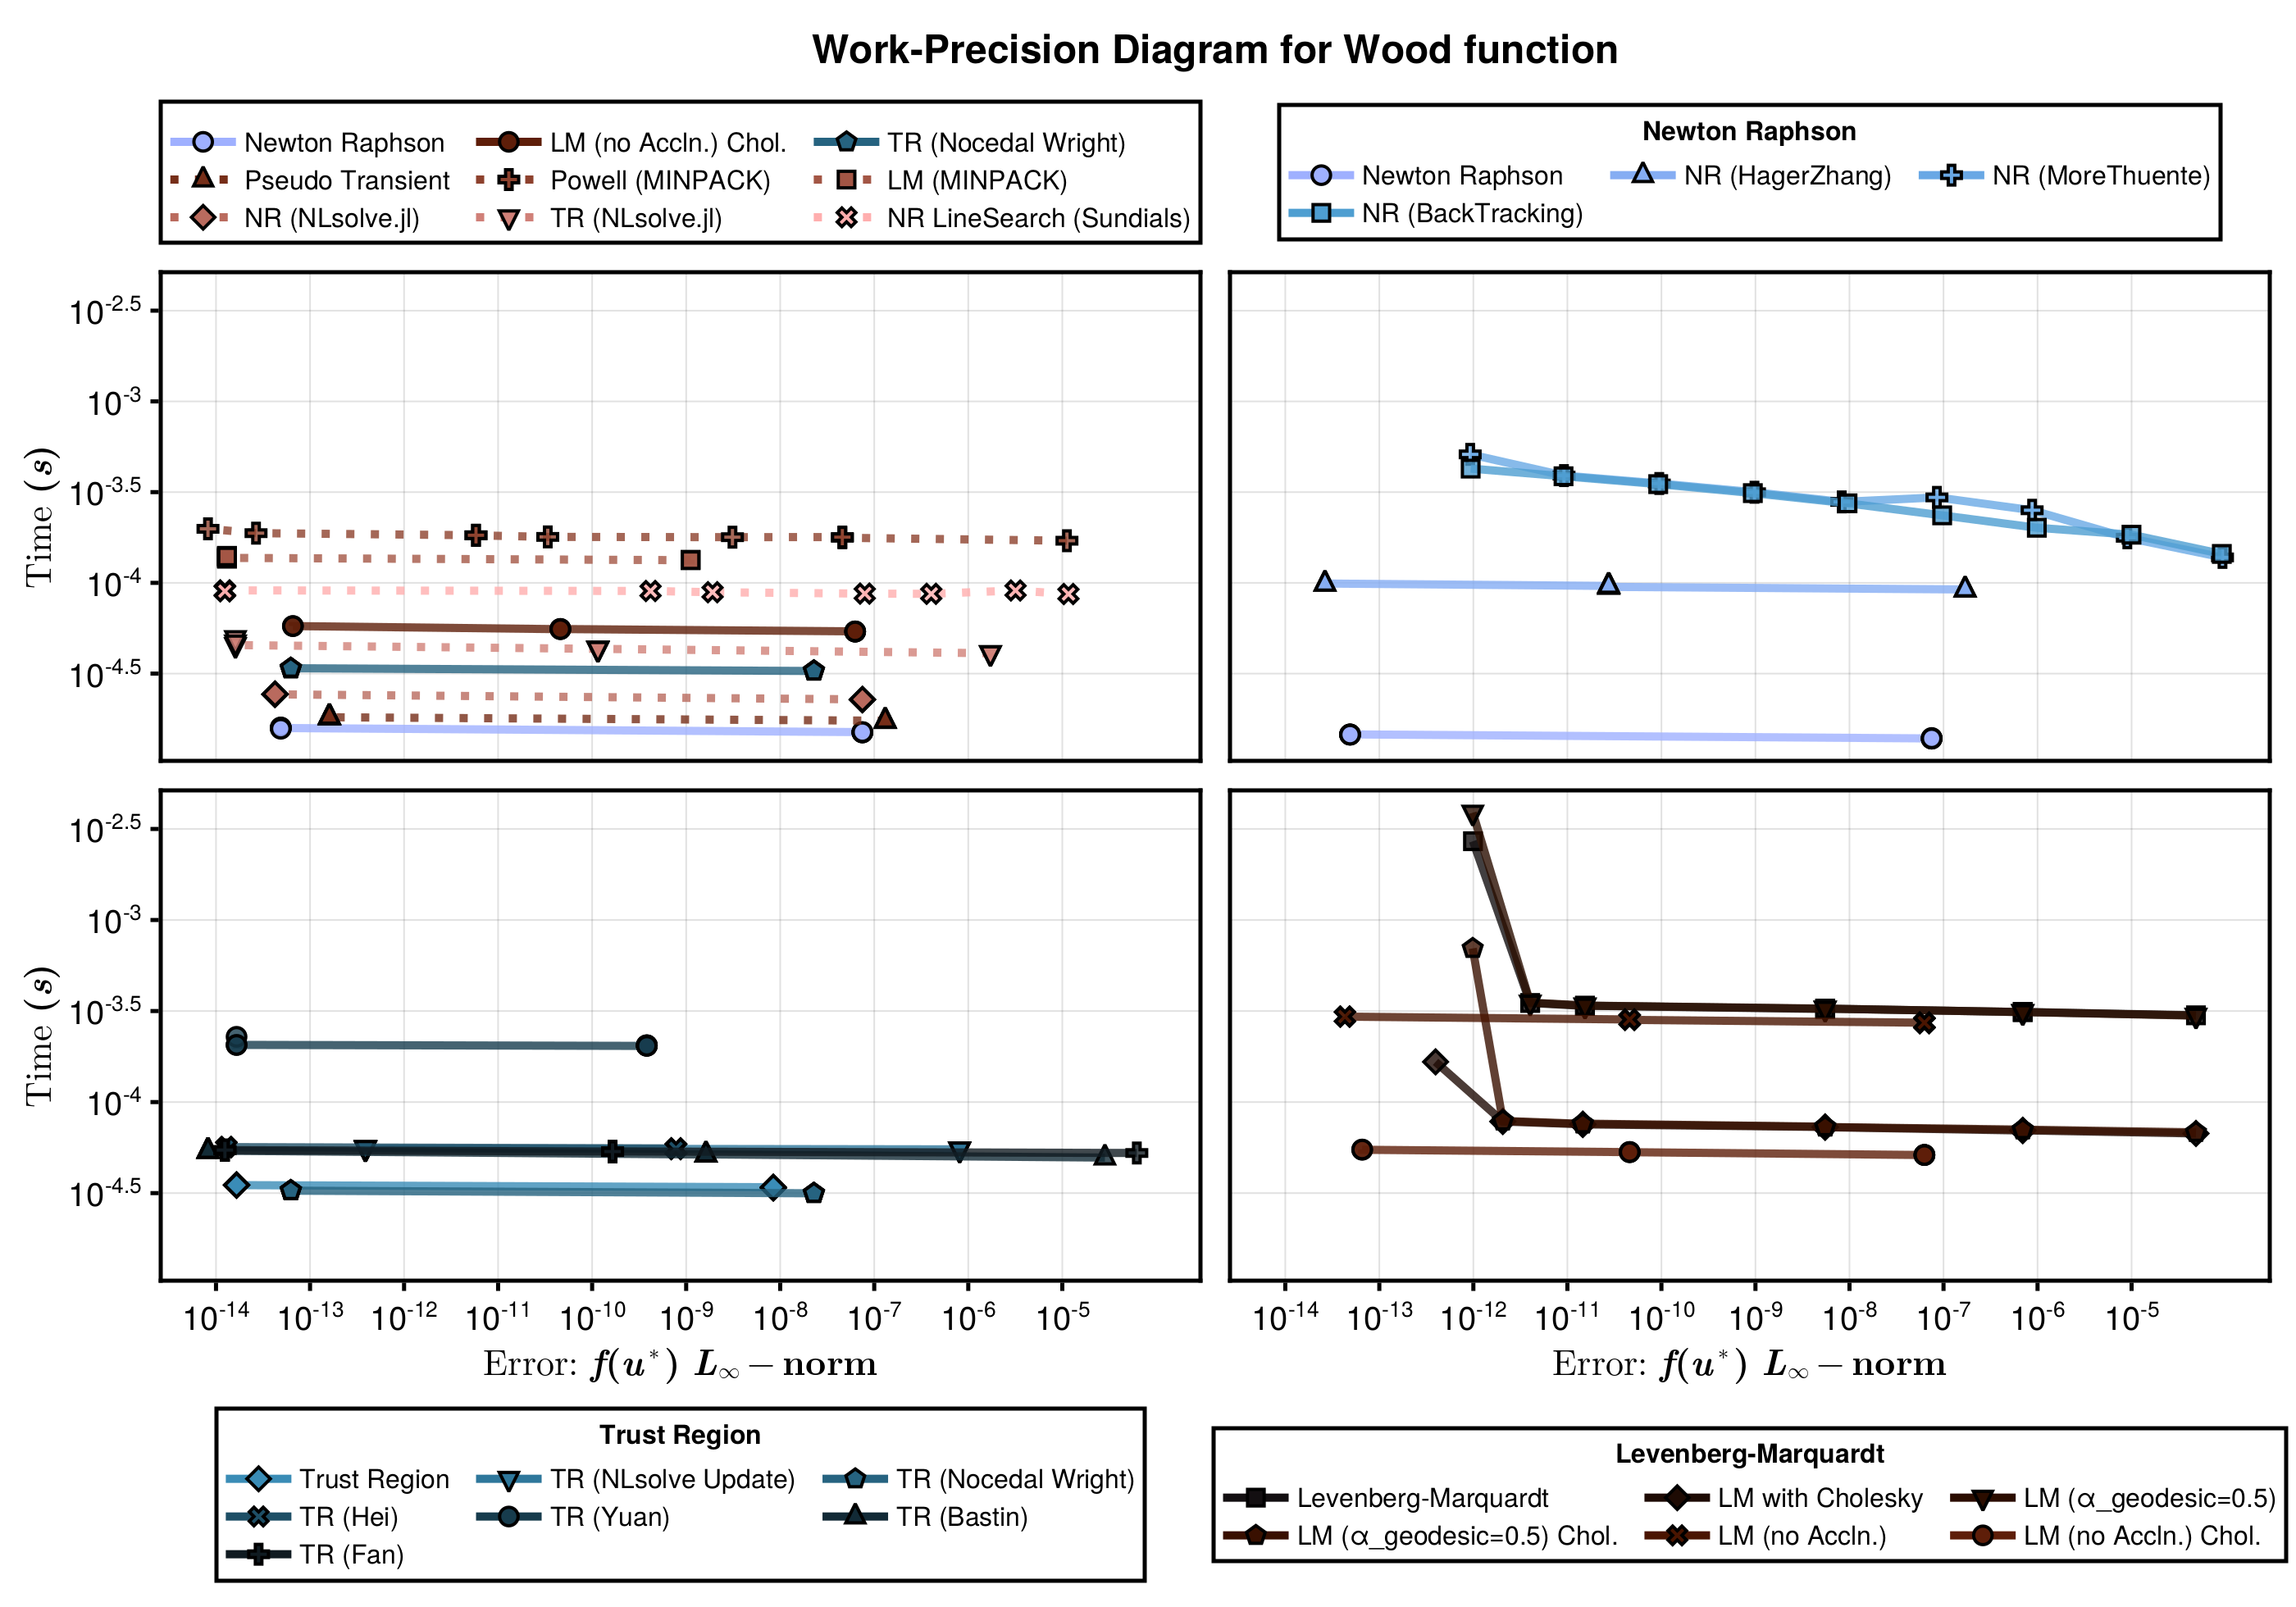 Work-Precision Diagram for Wood function
Newton Raphson LM (no Accln.) Chol. TR (Nocedal Wright)
Pseudo Transient Powell (MINPACK) LM (MINPACK)
NR (NLsolve.jl) TR (NLsolve.jl) NR LineSearch (Sundials)
Newton Raphson
Newton Raphson NR (HagerZhang) NR (MoreThuente)
NR (BackTracking)
10^-2.5
10^-3
10^-3.5
10^-4
10^-4.5
Time (s)
10^-2.5
10^-3
10^-3.5
10^-4
10^-4.5
Time (s)
10^-14 10^-13 10^-12 10^-11 10^-10 10^-9 10^-8 10^-7 10^-6 10^-5
Error: f(u*) L∞ − norm
10^-14 10^-13 10^-12 10^-11 10^-10 10^-9 10^-8 10^-7 10^-6 10^-5
Error: f(u*) L∞ − norm
Trust Region
Trust Region TR (NLsolve Update) TR (Nocedal Wright)
TR (Hei) TR (Yuan) TR (Bastin)
TR (Fan)
Levenberg-Marquardt
Levenberg-Marquardt LM with Cholesky LM (α_geodesic=0.5)
LM (α_geodesic=0.5) Chol. LM (no Accln.) LM (no Accln.) Chol.